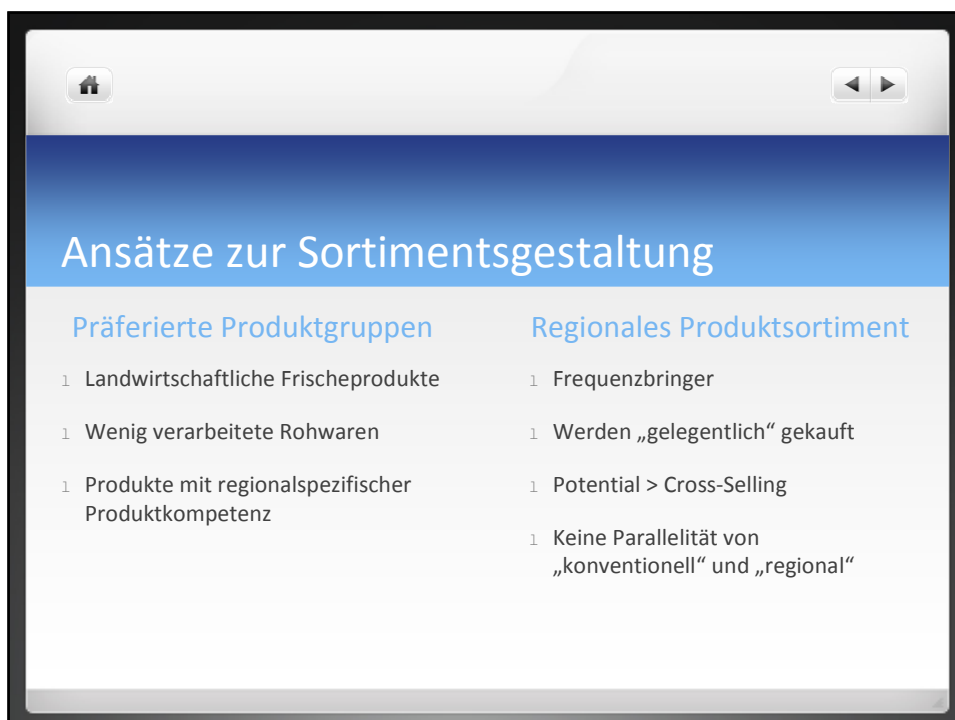 Ansätze zur Sortimentsgestaltung
Präferierte Produktgruppen
l Landwirtschaftliche Frischeprodukte
l Wenig verarbeitete Rohwaren
l Produkte mit regionalspezifischer
Produktkompetenz
Regionales Produktsortiment
l Frequenzbringer
l Werden „gelegentlich“ gekauft
l Potential > Cross-Selling
l Keine Parallelität von
„konventionell“ und „regional“